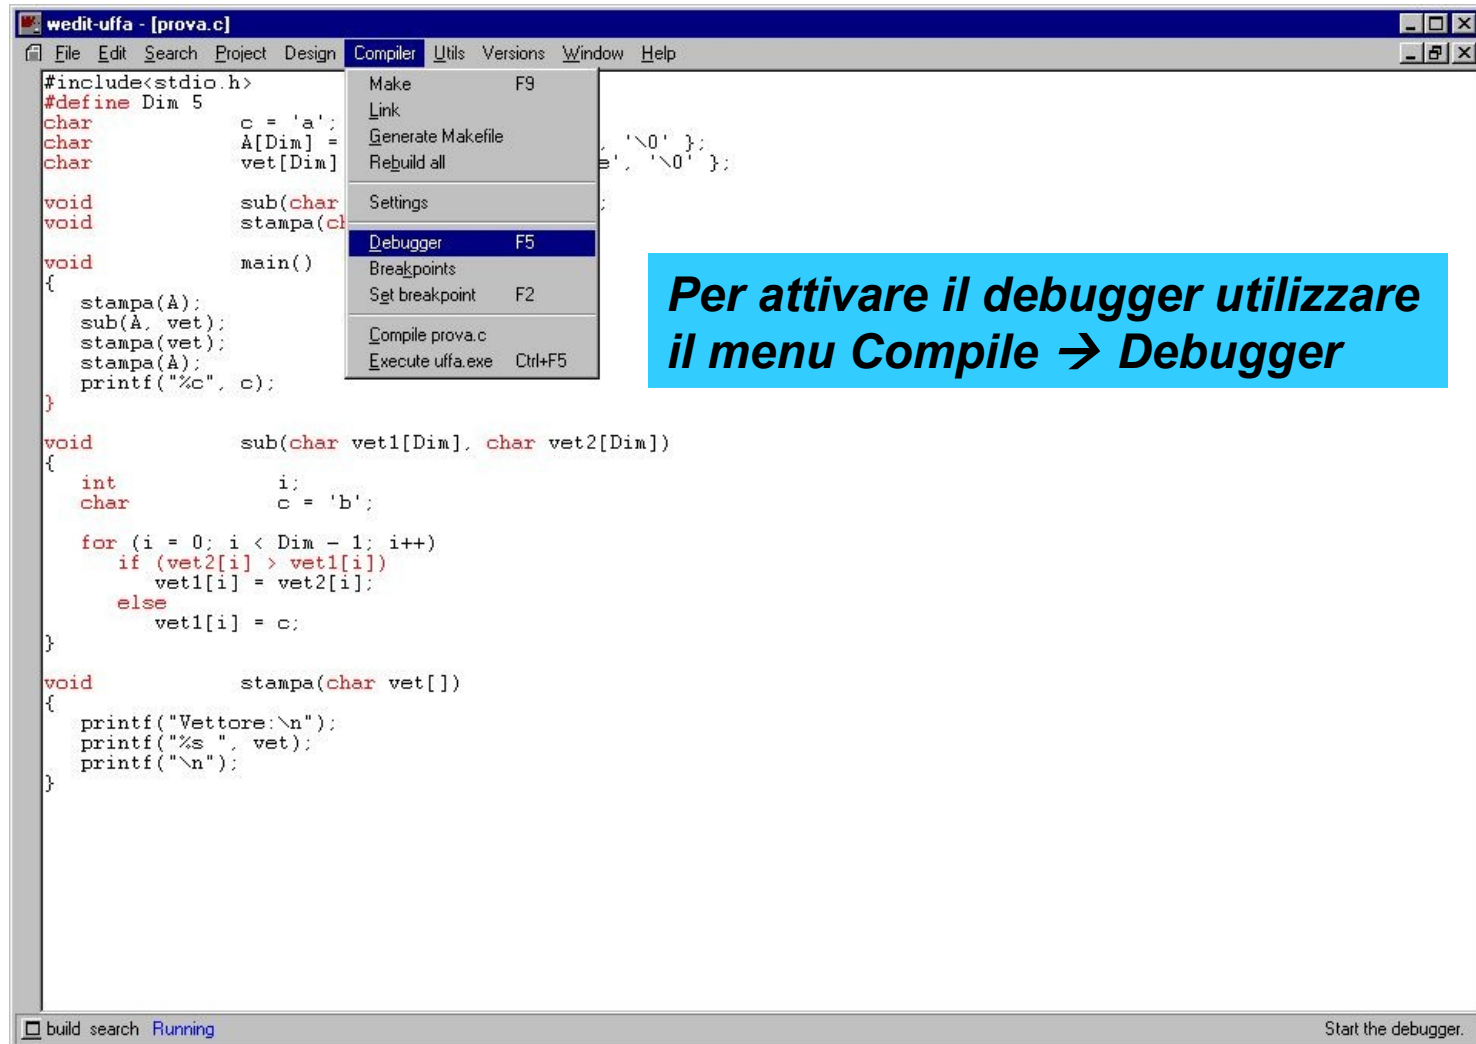 wedit-uffa - [prova.c]
File Edit Search Project Design Compiler Utils Versions Window Help
#include<stdio.h>
#define Dim 5
char c = 'a';
char A[Dim] = , '\0' };
char vet[Dim] e', '\0' };
void sub(char ;
void stampa(ch
void main()
{
stampa(A);
sub(A, vet);
stampa(vet);
stampa(A);
printf("%c", c);
}
void sub(char vet1[Dim], char vet2[Dim])
{
int i;
char c = 'b';
for (i = 0; i < Dim - 1; i++)
if (vet2[i] > vet1[i])
vet1[i] = vet2[i];
else
vet1[i] = c;
}
void stampa(char vet[])
{
printf("Vettore:\n");
printf("%s ", vet);
printf("\n");
}
Make F9
Link
Generate Makefile
Rebuild all
Settings
Debugger F5
Breakpoints
Set breakpoint F2
Compile prova.c
Execute uffa.exe Ctrl+F5
Per attivare il debugger utilizzare
il menu Compile → Debugger
build search Running
Start the debugger.